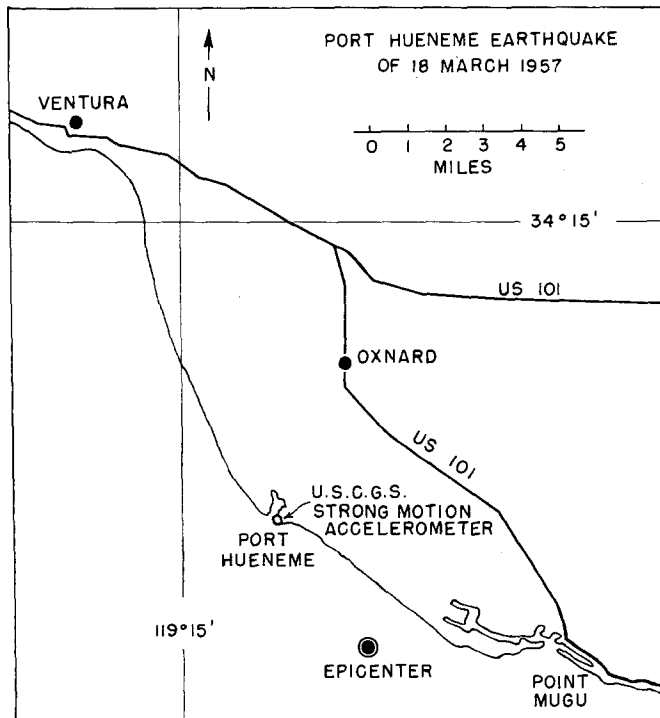 PORT HUENEME EARTHQUAKE
OF 18 MARCH 1957
N
VENTURA
0 1 2 3 4 5
MILES
34°15'
US 101
OXNARD
US 101
U.S.C.G.S.
STRONG MOTION
ACCELEROMETER
PORT
HUENEME
119°15'
EPICENTER
POINT
MUGU